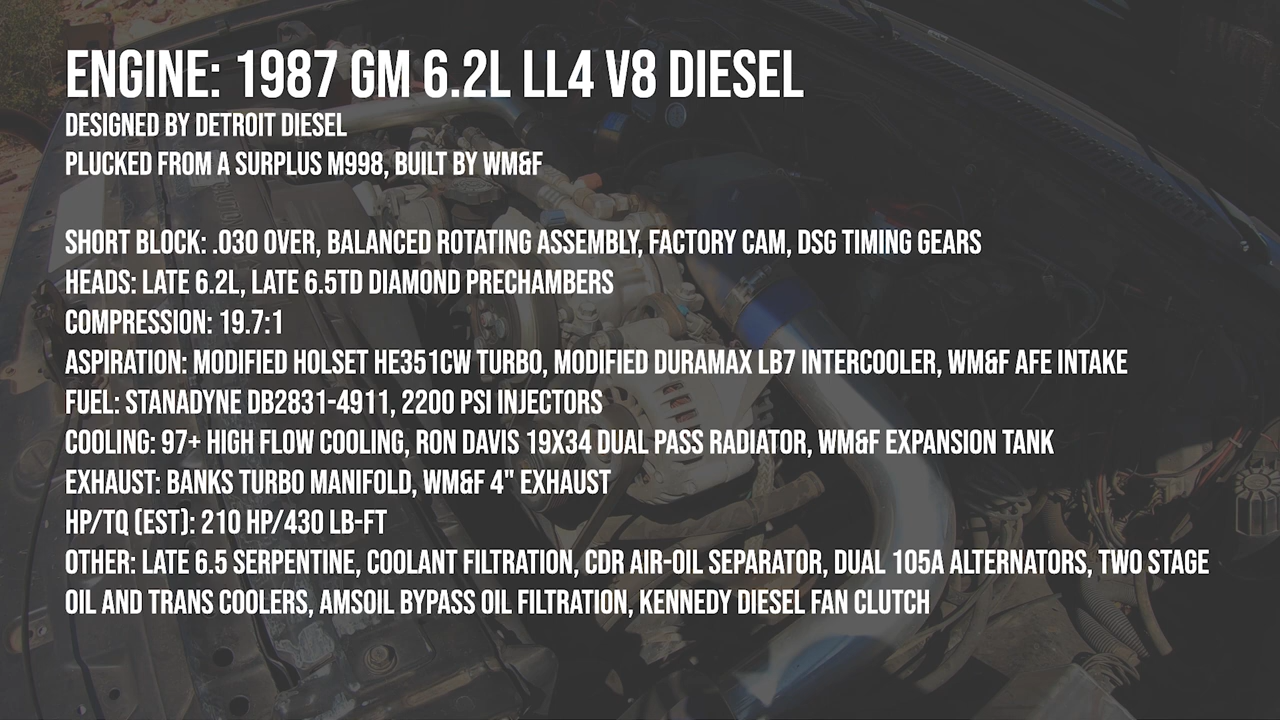 ENGINE: 1987 GM 6.2L LL4 V8 DIESEL
DESIGNED BY DETROIT DIESEL
PLUCKED FROM A SURPLUS M998, BUILT BY WM&F
SHORT BLOCK: .030 OVER, BALANCED ROTATING ASSEMBLY, FACTORY CAM, DSG TIMING GEARS
HEADS: LATE 6.2L, LATE 6.5TD DIAMOND PRECHAMBERS
COMPRESSION: 19.7:1
ASPIRATION: MODIFIED HOLSET HE351CW TURBO, MODIFIED DURAMAX LB7 INTERCOOLER, WM&F AFE INTAKE
FUEL: STANADYNE DB2831-4911, 2200 PSI INJECTORS
COOLING: 97+ HIGH FLOW COOLING, RON DAVIS 19X34 DUAL PASS RADIATOR, WM&F EXPANSION TANK
EXHAUST: BANKS TURBO MANIFOLD, WM&F 4" EXHAUST
HP/TQ (EST): 210 HP/430 LB-FT
OTHER: LATE 6.5 SERPENTINE, COOLANT FILTRATION, CDR AIR-OIL SEPARATOR, DUAL 105A ALTERNATORS, TWO STAGE
OIL AND TRANS COOLERS, AMSOIL BYPASS OIL FILTRATION, KENNEDY DIESEL FAN CLUTCH